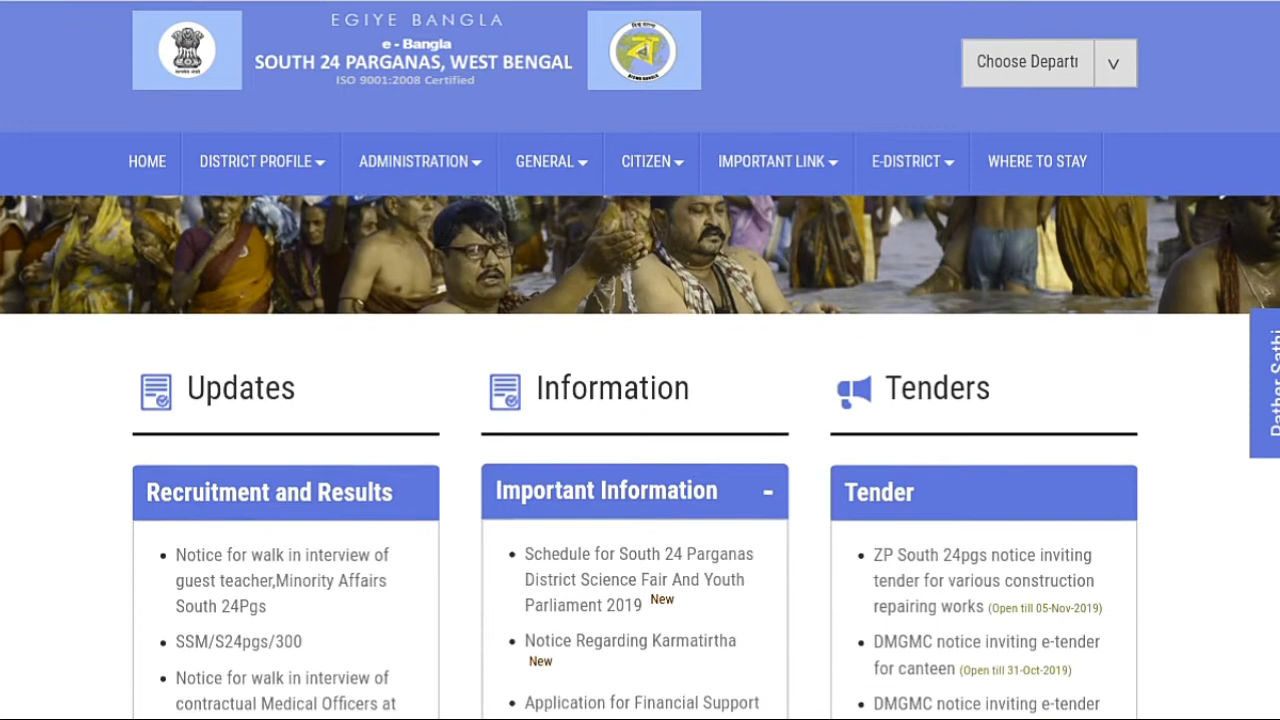 EGIYE BANGLA
e - Bangla
SOUTH 24 PARGANAS, WEST BENGAL
ISO 9001:2008 Certified
Choose Depart
HOME
DISTRICT PROFILE
ADMINISTRATION
GENERAL
CITIZEN
IMPORTANT LINK
E-DISTRICT
WHERE TO STAY
Updates
Information
Tenders
Recruitment and Results
Notice for walk in interview of
guest teacher,Minority Affairs
South 24Pgs
SSM/S24pgs/300
Notice for walk in interview of
contractual Medical Officers at
Important Information -
Schedule for South 24 Parganas
District Science Fair And Youth
Parliament 2019 New
Notice Regarding Karmatirtha
New
Application for Financial Support
Tender
ZP South 24pgs notice inviting
tender for various construction
repairing works (Open till 05-Nov-2019)
DMGMC notice inviting e-tender
for canteen (Open till 31-Oct-2019)
DMGMC notice inviting e-tender
Pather Sathi